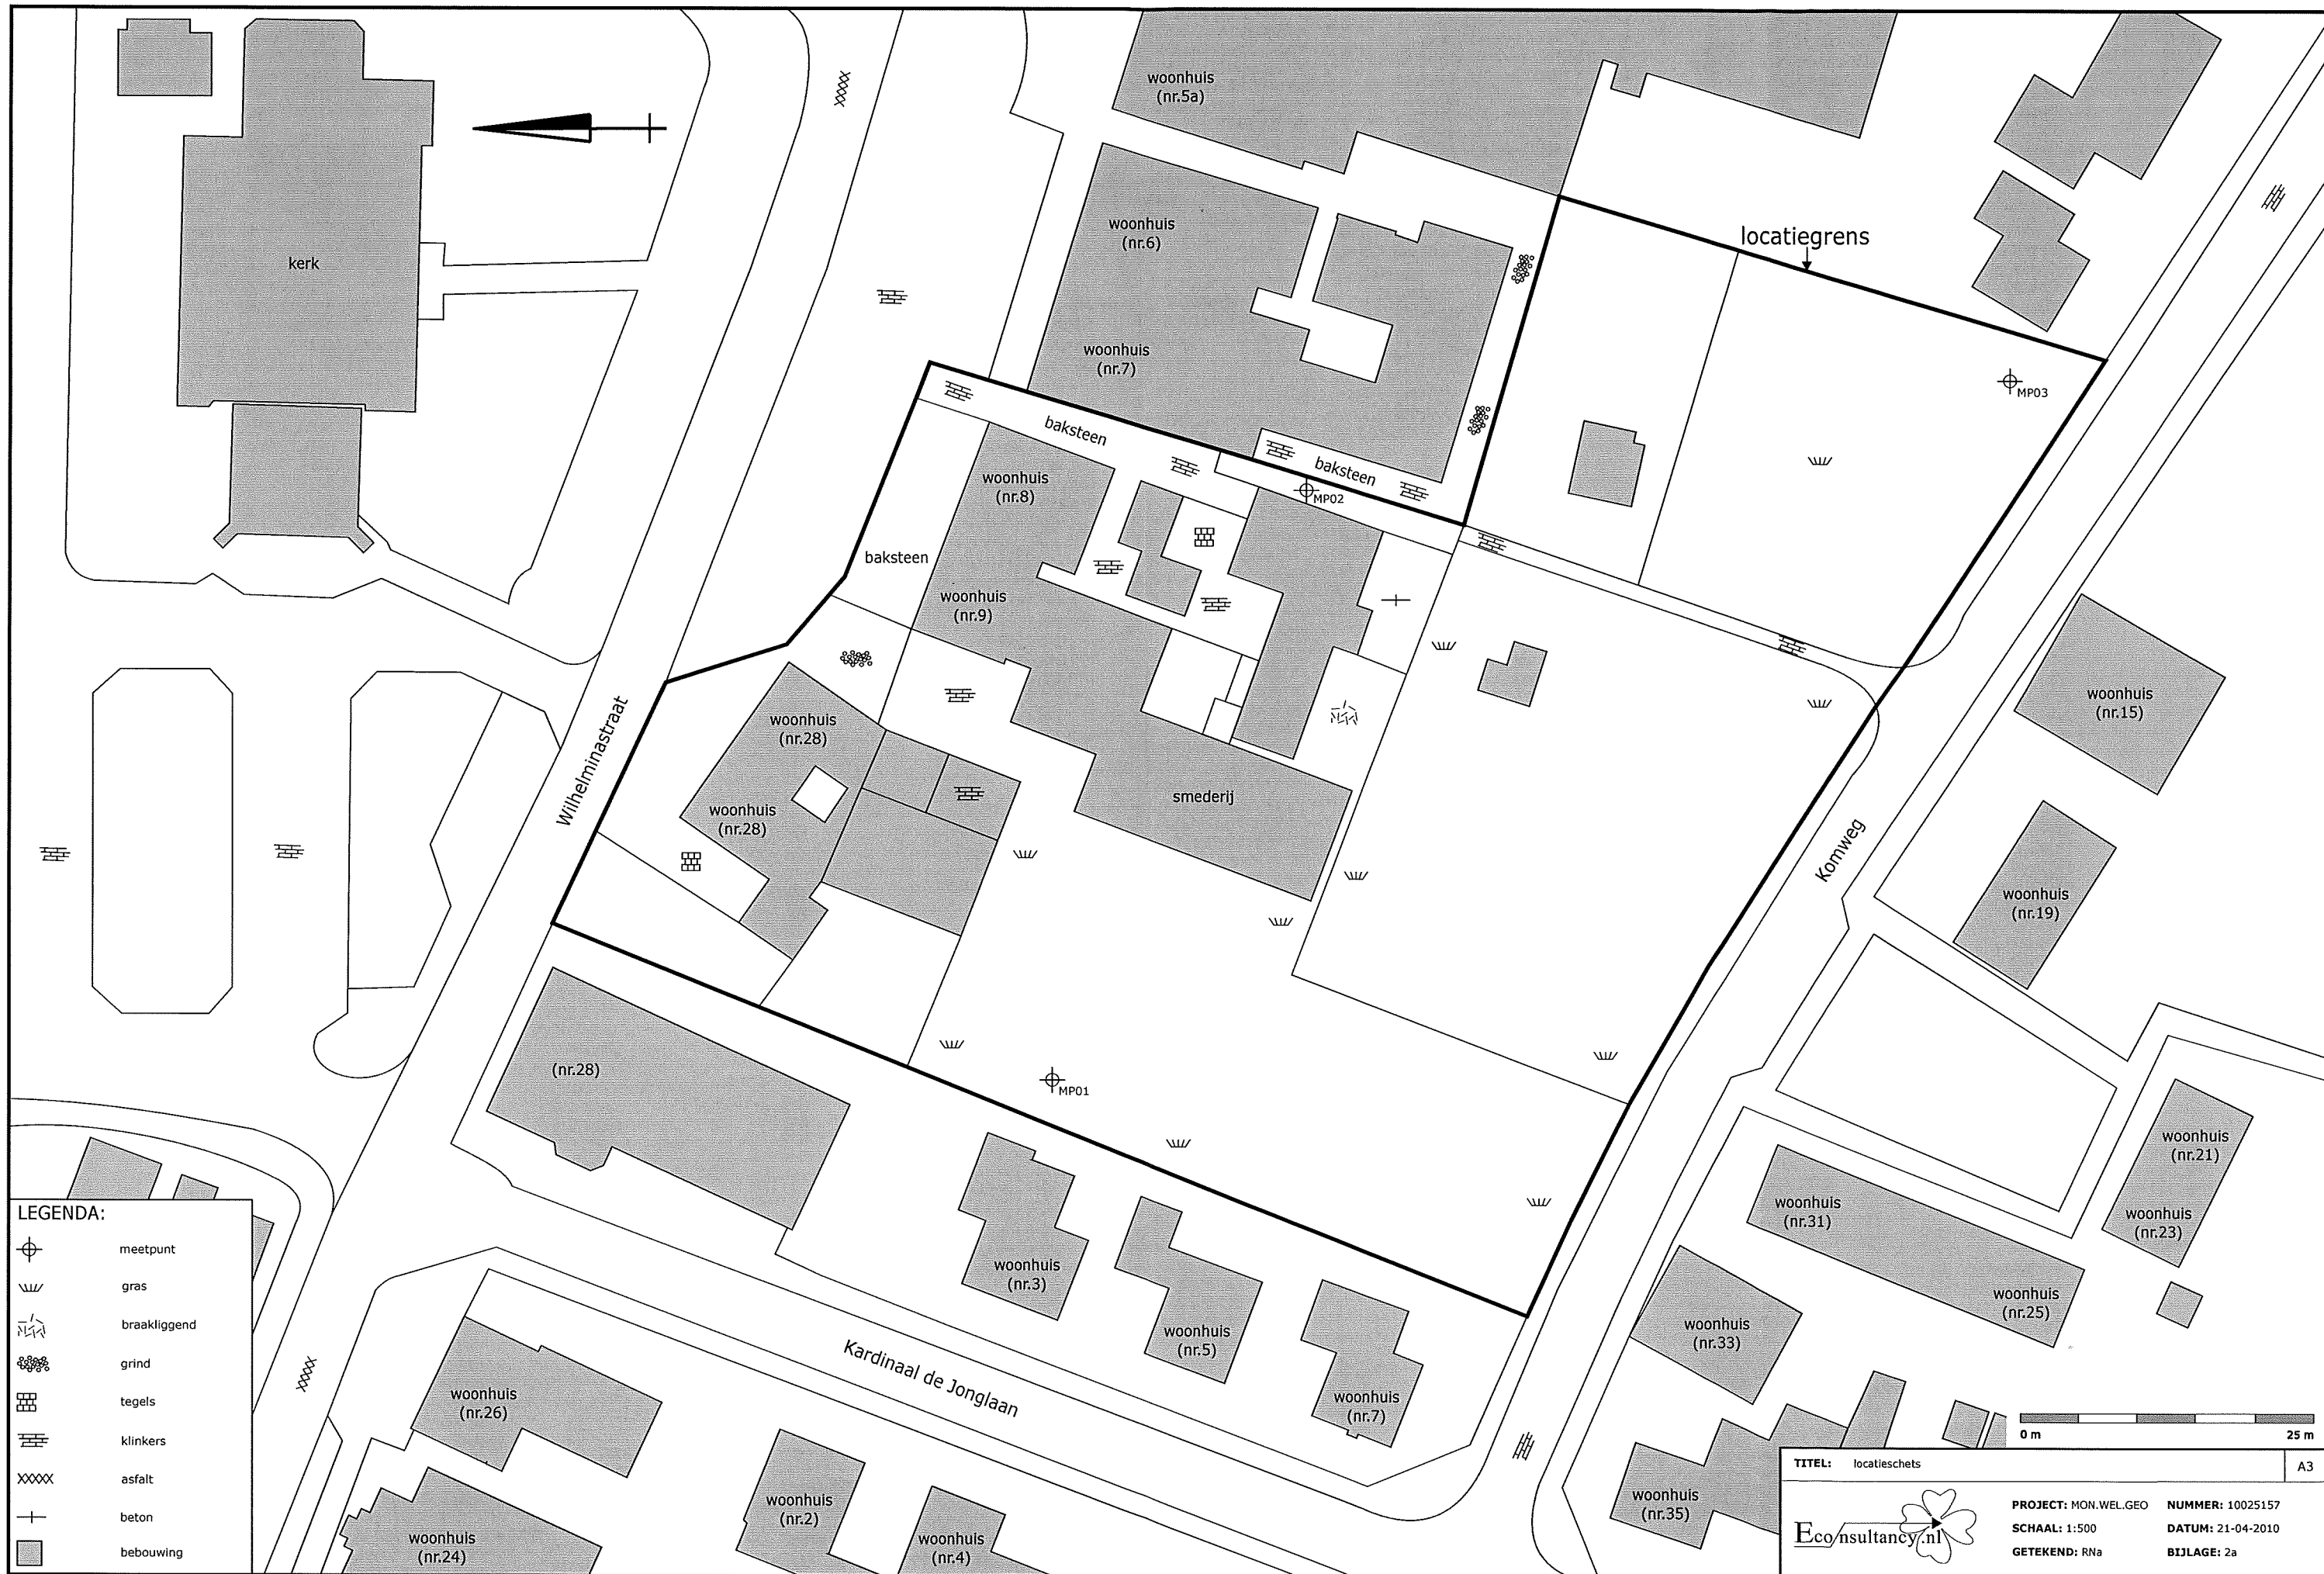 woonhuis
(nr.5a)
woonhuis
(nr.6)
locatiegrens
kerk
woonhuis
(nr.7)
MP03
baksteen
baksteen
woonhuis
(nr.8)
MP02
baksteen
woonhuis
(nr.9)
woonhuis
(nr.15)
woonhuis
(nr.28)
Wilhelminastraat
smederij
woonhuis
(nr.28)
Komweg
woonhuis
(nr.19)
(nr.28)
MP01
woonhuis
(nr.21)
woonhuis
(nr.31)
woonhuis
(nr.23)
woonhuis
(nr.3)
woonhuis
(nr.25)
woonhuis
(nr.5)
woonhuis
(nr.33)
Kardinaal de Jonglaan
woonhuis
(nr.7)
woonhuis
(nr.26)
woonhuis
(nr.35)
woonhuis
(nr.2)
woonhuis
(nr.24)
woonhuis
(nr.4)
LEGENDA:
meetpunt
gras
braakliggend
grind
tegels
klinkers
asfalt
beton
bebouwing
0 m 25 m
TITEL: locatieschets A3
Econsultancy.nl
PROJECT: MON.WEL.GEO NUMMER: 10025157
SCHAAL: 1:500 DATUM: 21-04-2010
GETEKEND: RNa BIJLAGE: 2a